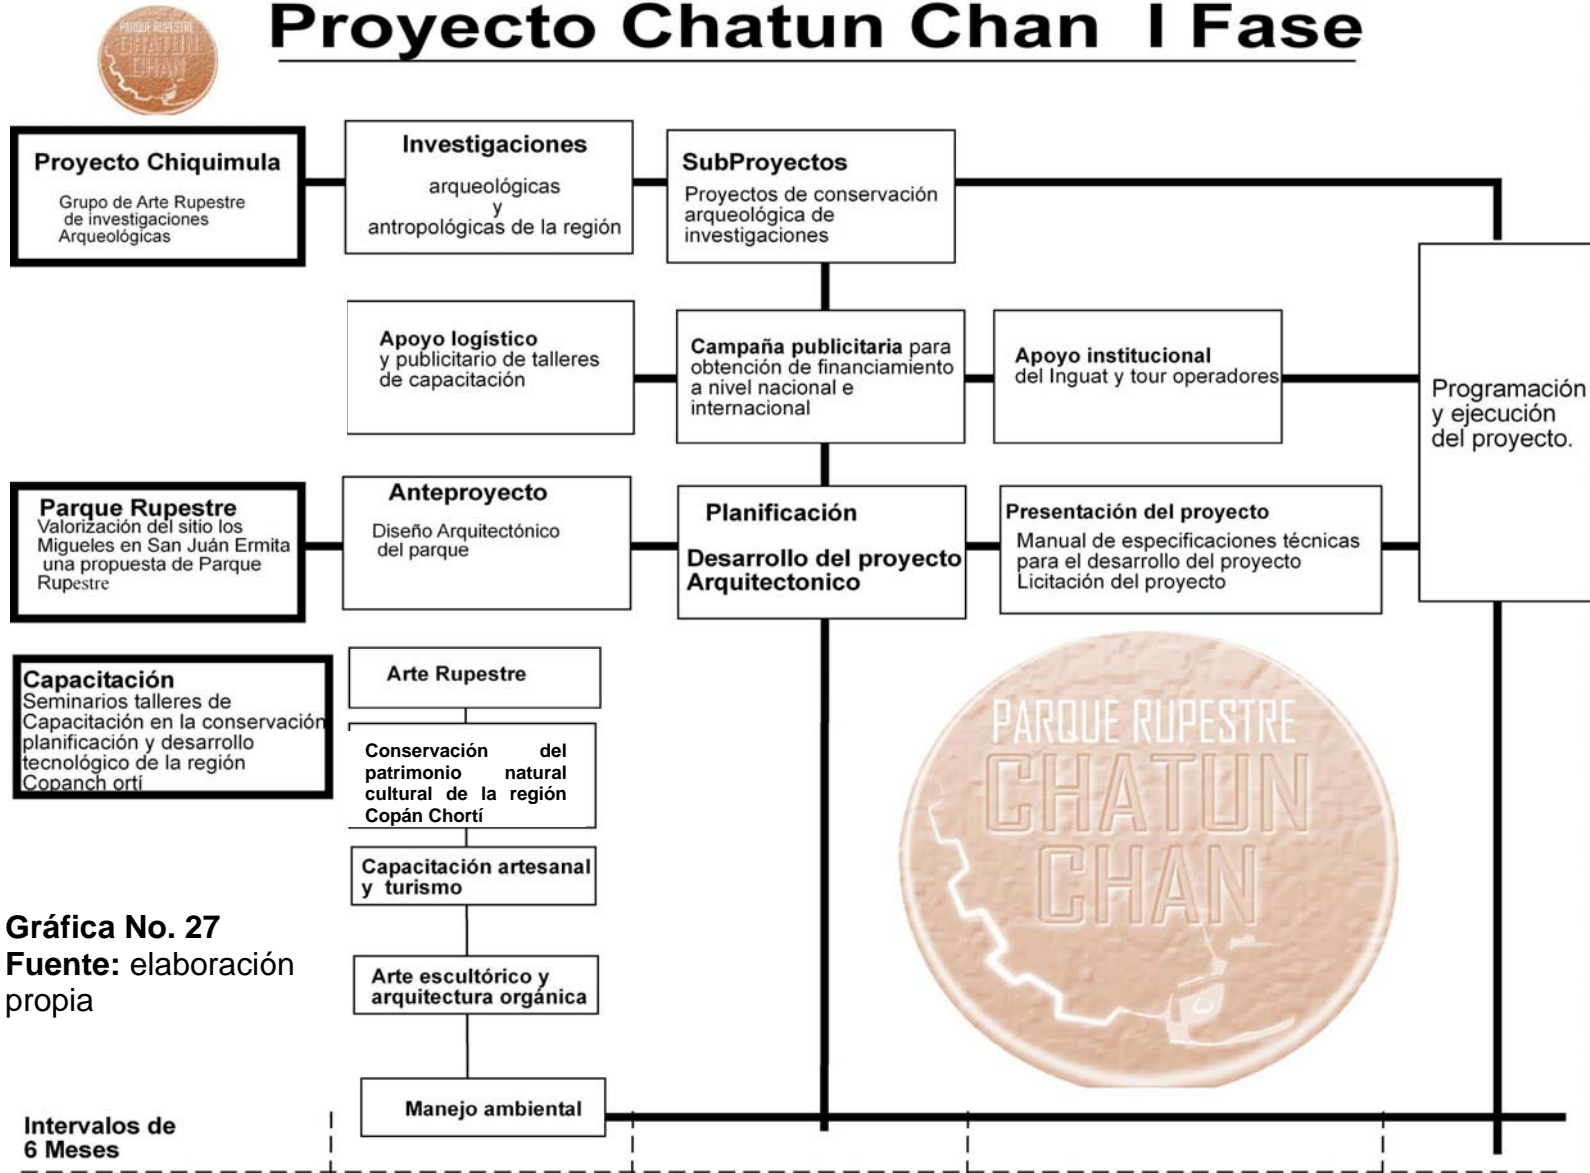 Proyecto Chatun Chan I Fase
PARQUE RUPESTRE
CHATUN
CHAN
Proyecto Chiquimula
Grupo de Arte Rupestre
de investigaciones
Arqueológicas
Investigaciones
arqueológicas
y
antropológicas de la región
SubProyectos
Proyectos de conservación
arqueológica de
investigaciones
Apoyo logístico
y publicitario de talleres
de capacitación
Campaña publicitaria para
obtención de financiamiento
a nivel nacional e
internacional
Apoyo institucional
del Inguat y tour operadores
Programación
y ejecución
del proyecto.
Parque Rupestre
Valorización del sitio los
Migueles en San Juán Ermita
una propuesta de Parque
Rupestre
Anteproyecto
Diseño Arquitectónico
del parque
Planificación
Desarrollo del proyecto
Arquitectonico
Presentación del proyecto
Manual de especificaciones técnicas
para el desarrollo del proyecto
Licitación del proyecto
Capacitación
Seminarios talleres de
Capacitación en la conservación
planificación y desarrollo
tecnológico de la región
Copanch ortí
Arte Rupestre
Conservación del
patrimonio natural
cultural de la región
Copán Chortí
Capacitación artesanal
y turismo
Arte escultórico y
arquitectura orgánica
Manejo ambiental
PARQUE RUPESTRE
CHATUN
CHAN
Gráfica No. 27
Fuente: elaboración
propia
Intervalos de
6 Meses